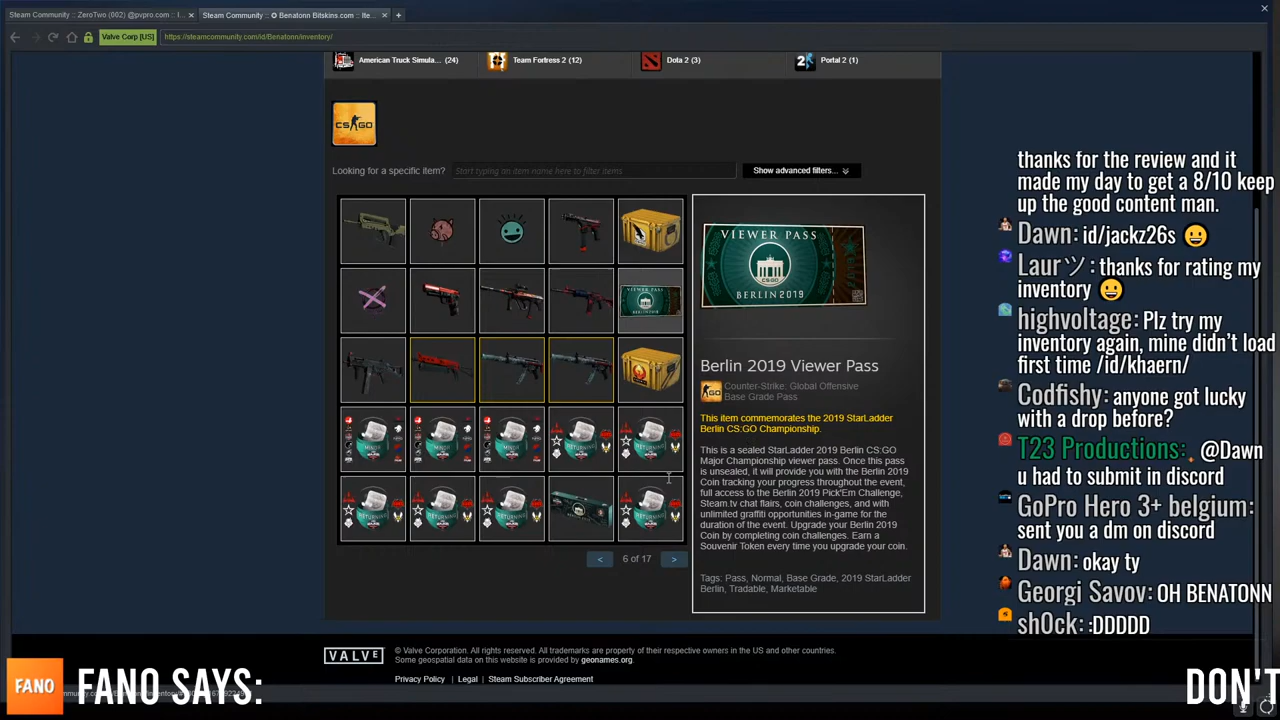 Steam Community :: ZeroTwo (002) @pvpro.com :: I...
Steam Community :: ✪ Benatonn Bitskins.com :: Ite...
Valve Corp [US]
https://steamcommunity.com/id/Benatonn/inventory/
American Truck Simula... (24)
Team Fortress 2 (12)
Dota 2 (3)
Portal 2 (1)
CS GO
Looking for a specific item?
Start typing an item name here to filter items
Show advanced filters...
VIEWER PASS
CS:GO
BERLIN 2019
Berlin 2019 Viewer Pass
Counter-Strike: Global Offensive
Base Grade Pass
This item commemorates the 2019 StarLadder
Berlin CS:GO Championship.
This is a sealed StarLadder 2019 Berlin CS:GO
Major Championship viewer pass. Once this pass
is unsealed, it will provide you with the Berlin 2019
Coin tracking your progress throughout the event,
full access to the Berlin 2019 Pick'Em Challenge,
Steam.tv chat flairs, coin challenges, and with
unlimited graffiti opportunities in-game for the
duration of the event. Upgrade your Berlin 2019
Coin by completing coin challenges. Earn a
Souvenir Token every time you upgrade your coin.
Tags: Pass, Normal, Base Grade, 2019 StarLadder
Berlin, Tradable, Marketable
< 6 of 17 >
VALVE
© Valve Corporation. All rights reserved. All trademarks are property of their respective owners in the US and other countries.
Some geospatial data on this website is provided by geonames.org.
Privacy Policy | Legal | Steam Subscriber Agreement
thanks for the review and it
made my day to get a 8/10 keep
up the good content man.
Dawn: id/jackz26s 😀
Laurツ: thanks for rating my
inventory 😀
highvoltage: Plz try my
inventory again, mine didn't load
first time /id/khaern/
Codfishy: anyone got lucky
with a drop before?
T23 Productions: @Dawn
u had to submit in discord
GoPro Hero 3+ belgium:
sent you a dm on discord
Dawn: okay ty
Georgi Savov: OH BENATONN
sh0ck: :DDDDD
FANO
FANO SAYS:
DON'T